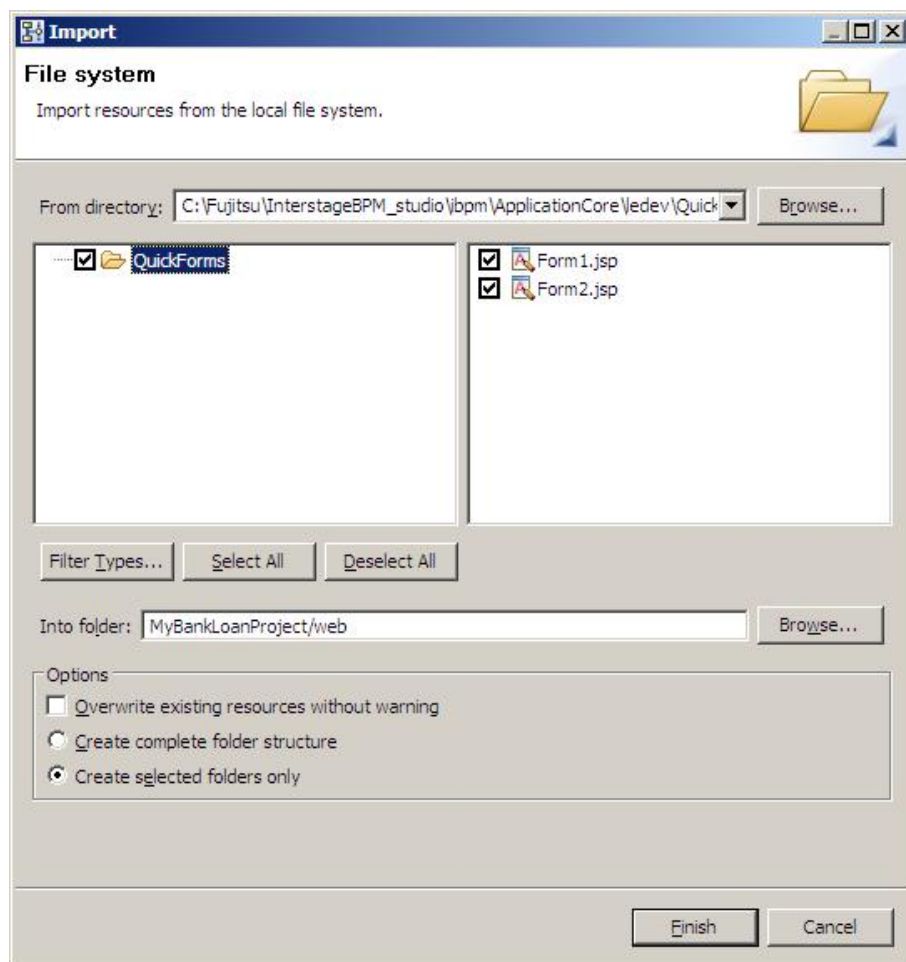 Import
File system
Import resources from the local file system.
From directory: C:\Fujitsu\InterstageBPM_studio\ibpm\ApplicationCore\ledev\Quick Browse...
QuickForms
Form1.jsp
Form2.jsp
Filter Types... Select All Deselect All
Into folder: MyBankLoanProject/web Browse...
Options
Overwrite existing resources without warning
Create complete folder structure
Create selected folders only
Finish Cancel